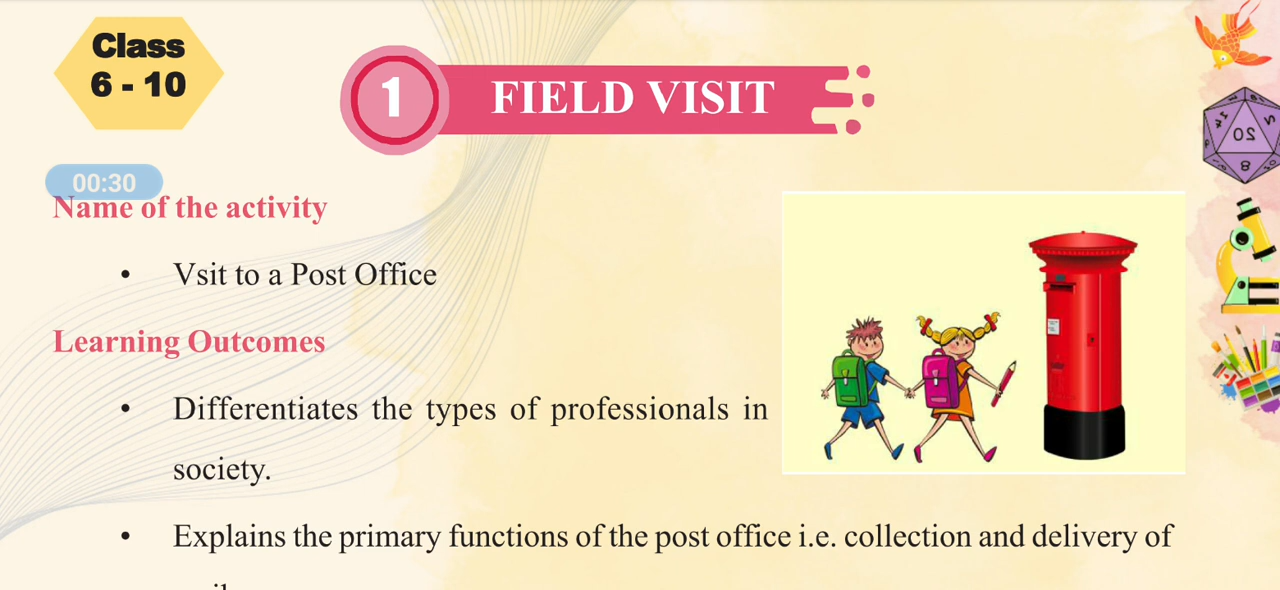 Class
6 - 10
1
FIELD VISIT
00:30
Name of the activity
• Vsit to a Post Office
Learning Outcomes
• Differentiates the types of professionals in
society.
• Explains the primary functions of the post office i.e. collection and delivery of
20